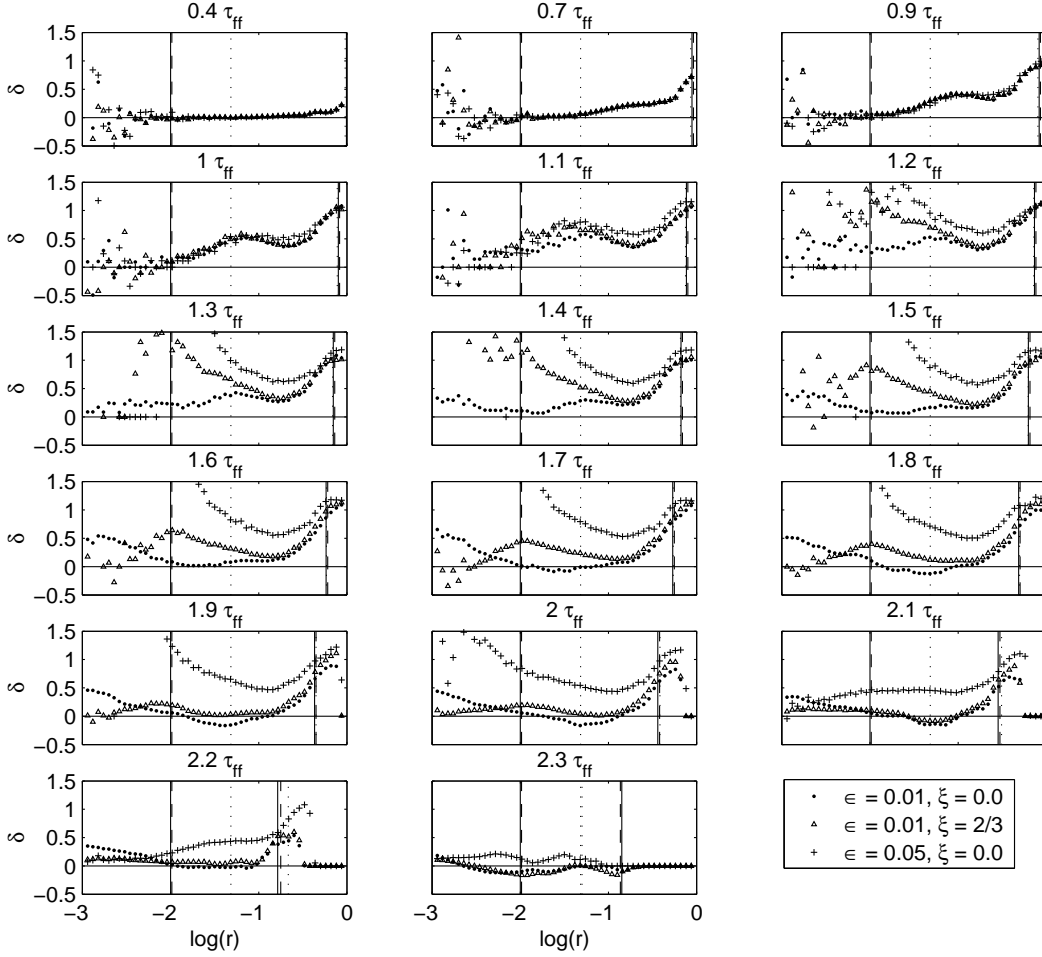 0.4 τff 0.7 τff 0.9 τff
δ 1.5 1 0.5 0 −0.5
1 τff 1.1 τff 1.2 τff
δ 1.5 1 0.5 0 −0.5
1.3 τff 1.4 τff 1.5 τff
δ 1.5 1 0.5 0 −0.5
1.6 τff 1.7 τff 1.8 τff
δ 1.5 1 0.5 0 −0.5
1.9 τff 2 τff 2.1 τff
δ 1.5 1 0.5 0 −0.5
2.2 τff 2.3 τff
δ 1.5 1 0.5 0 −0.5
ϵ = 0.01, ξ = 0.0
ϵ = 0.01, ξ = 2/3
ϵ = 0.05, ξ = 0.0
−3 −2 −1 0 −3 −2 −1 0
log(r) log(r)